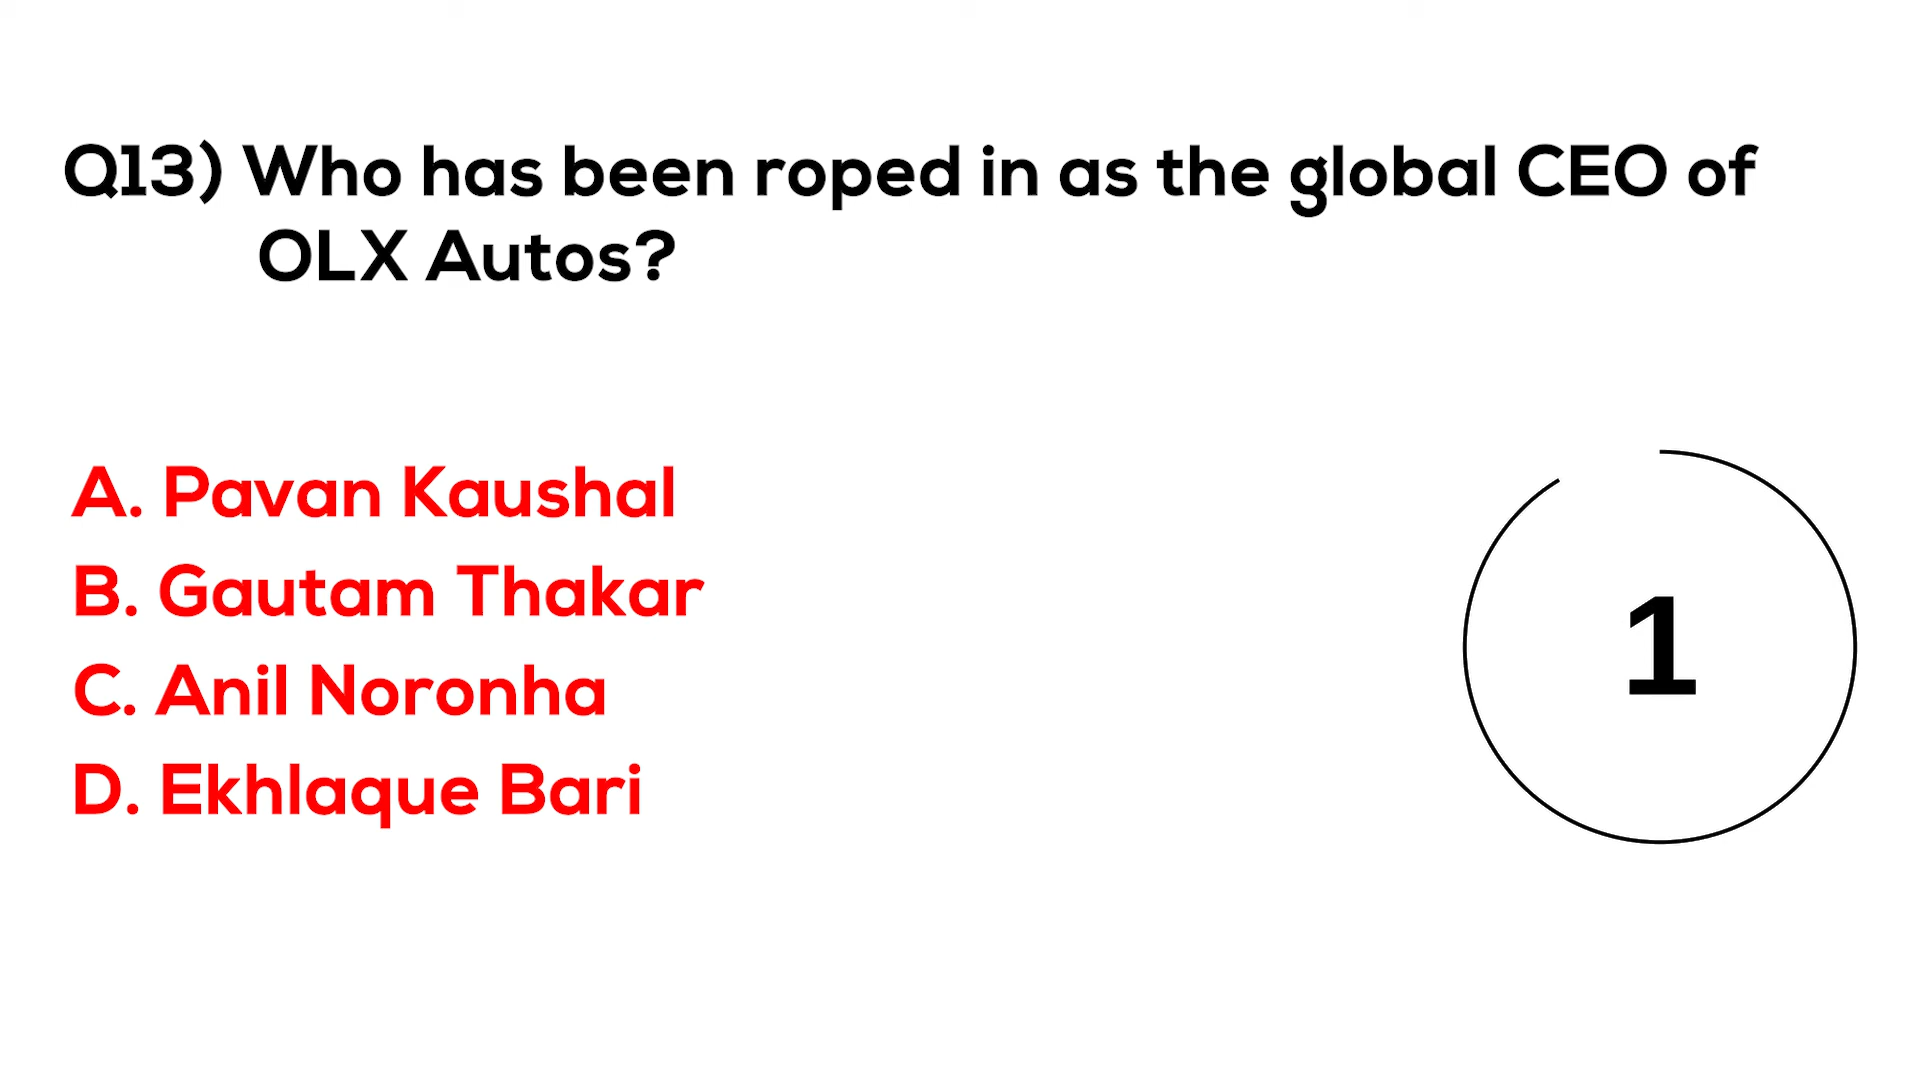 Q13) Who has been roped in as the global CEO of
OLX Autos?
A. Pavan Kaushal
B. Gautam Thakar
C. Anil Noronha
D. Ekhlaque Bari
1